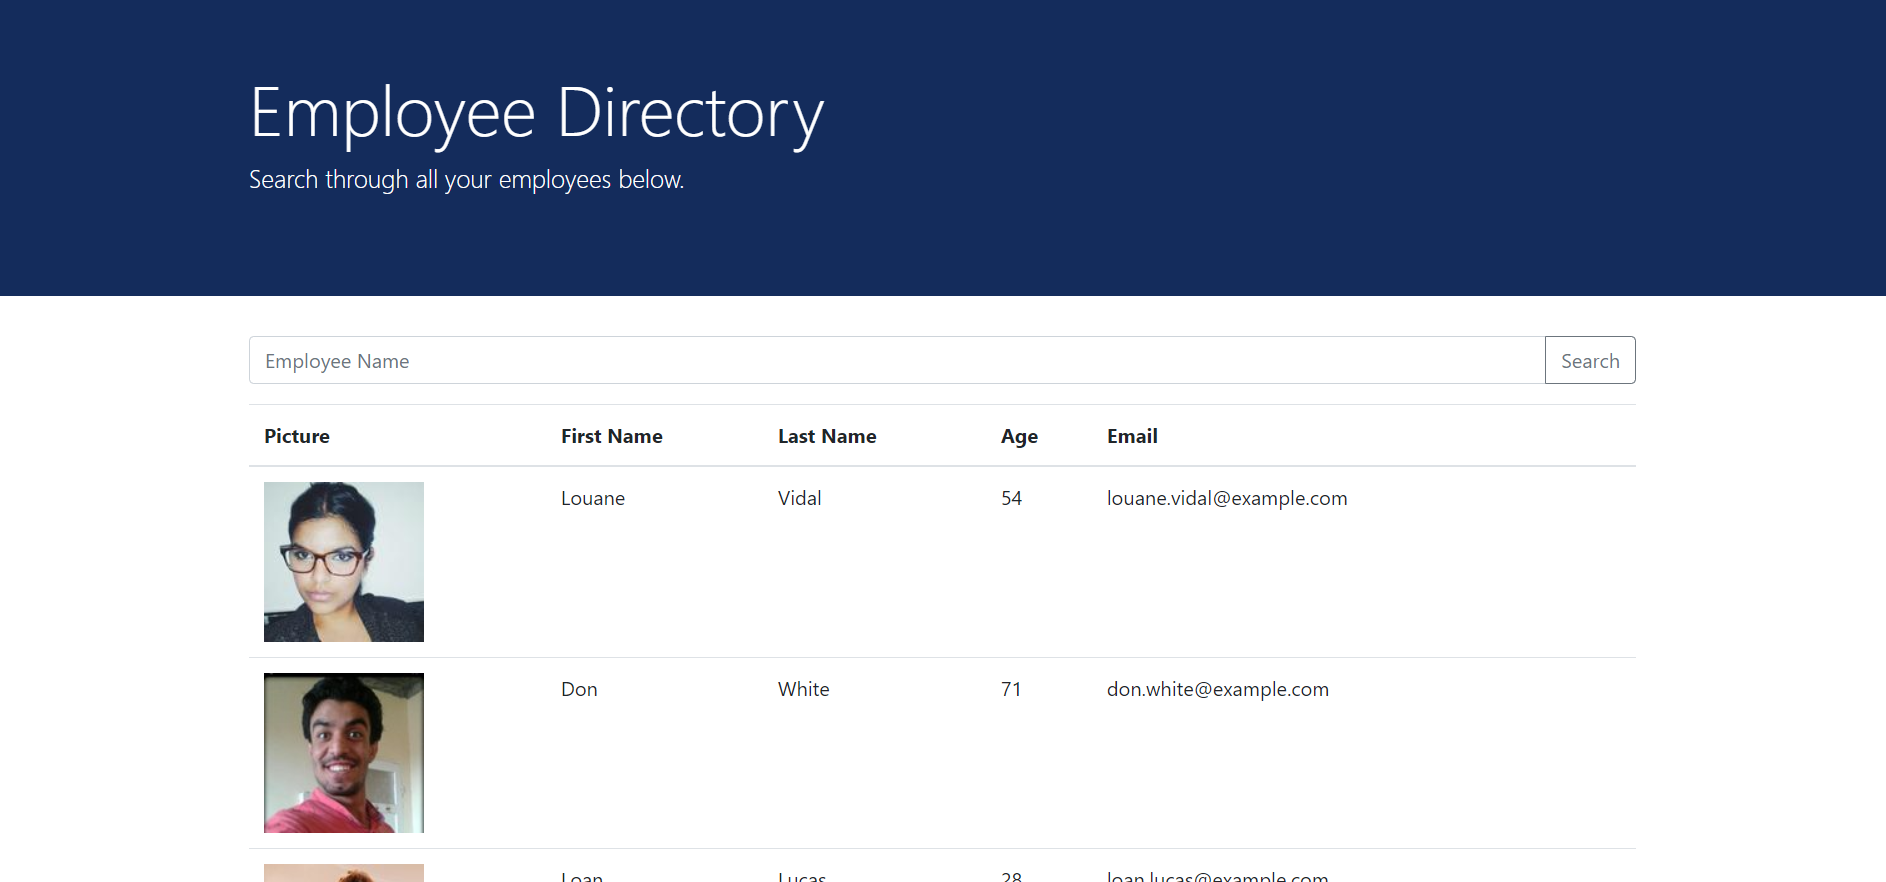 Employee Directory
Search through all your employees below.
Employee Name Search
Picture First Name Last Name Age Email
Louane Vidal 54 louane.vidal@example.com
Don White 71 don.white@example.com
Loan Lucas 28 loan.lucas@example.com